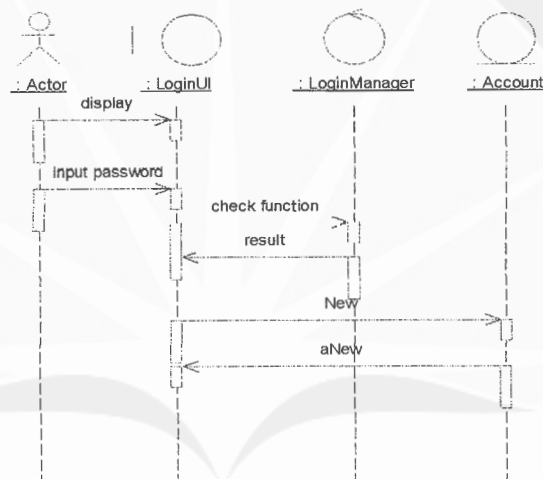 : Actor
: LoginUI
: LoginManager
: Account
display
input password
check function
result
New
aNew